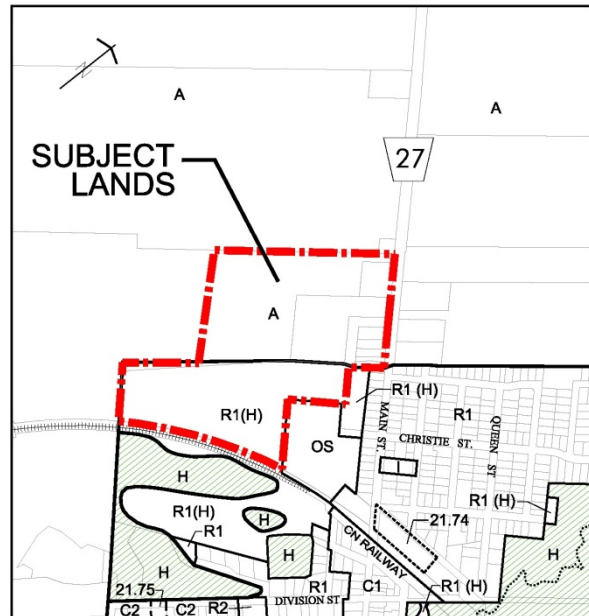 N
A
A
27
SUBJECT
LANDS
A
R1 (H)
R1
R1(H)
MAIN ST.
CHRISTIE ST.
QUEEN ST
OS
H
R1 (H)
R1(H)
H
21.74
R1
H
H
CN RAILWAY
H
21.75
R1
C1
R1 (H)
C2
C2
R2
DIVISION ST